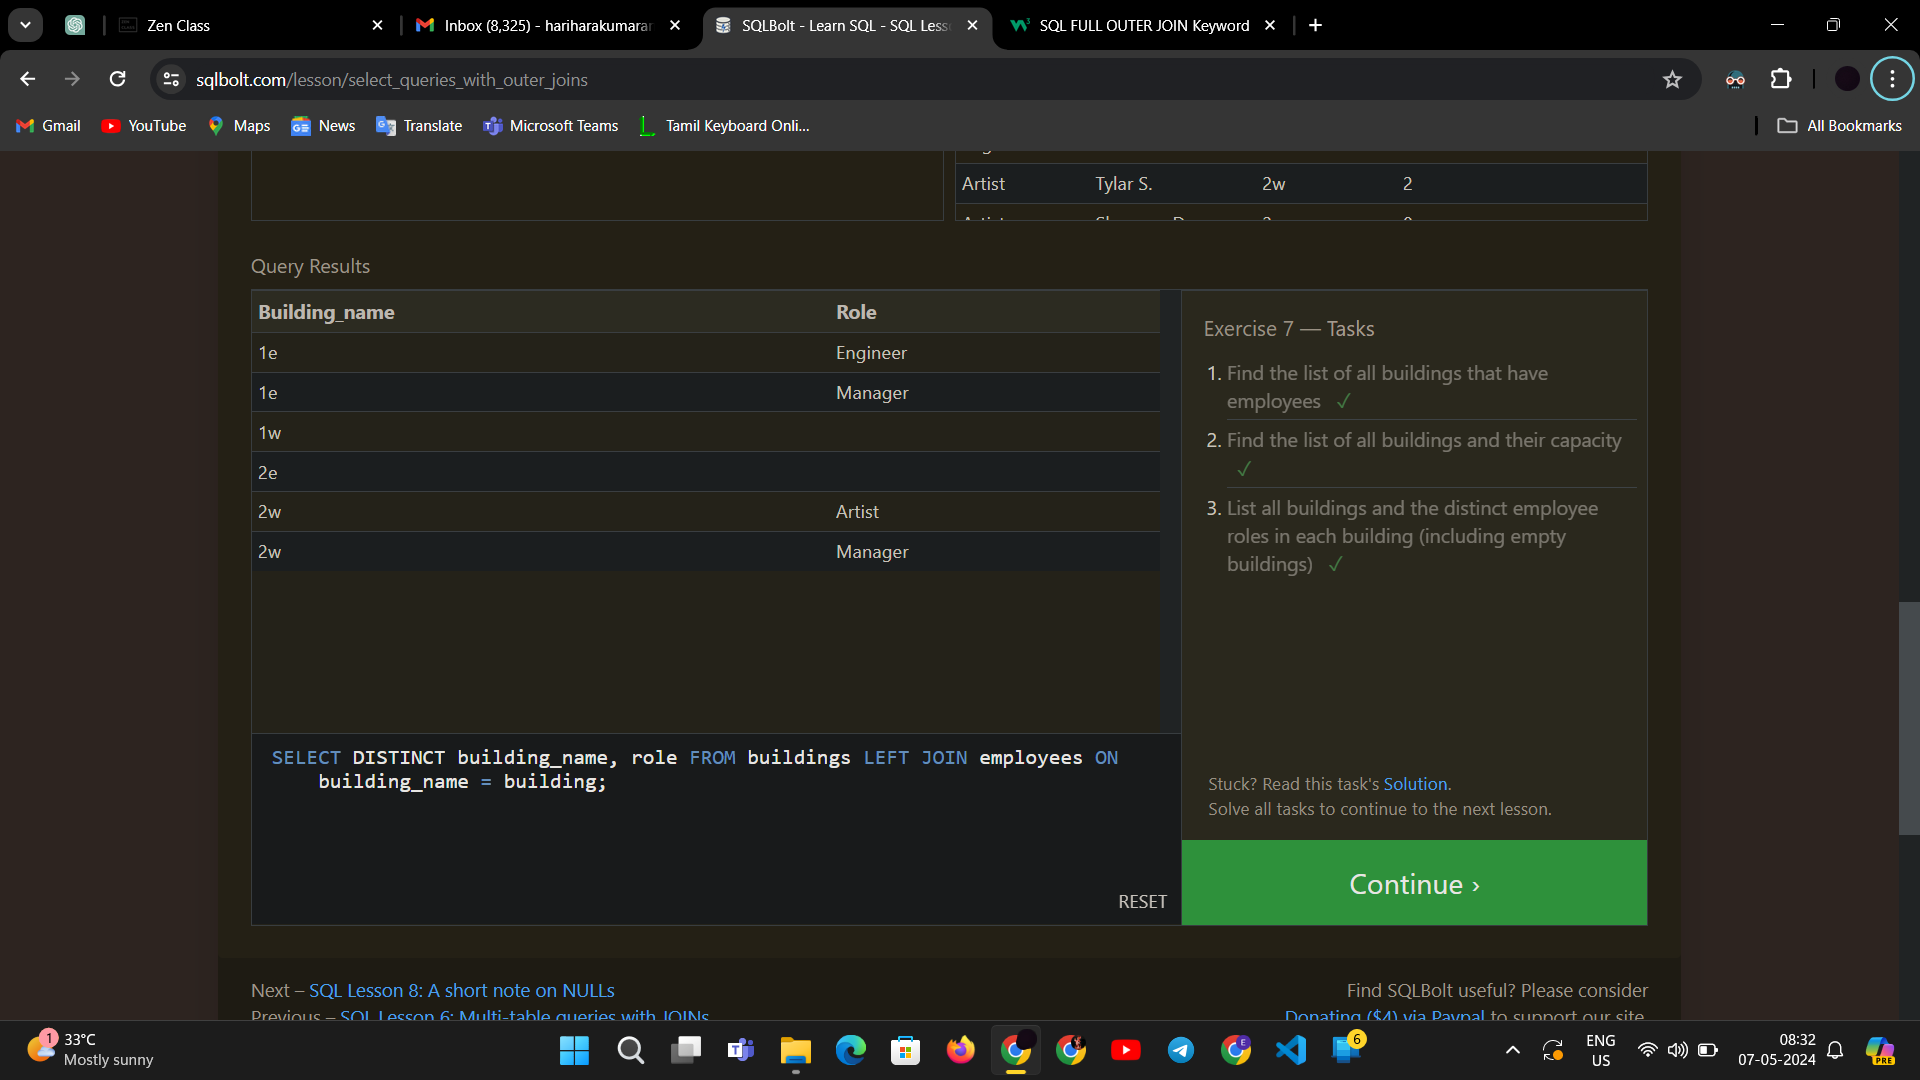 Zen Class
Inbox (8,325) - hariharakumarar
SQLBolt - Learn SQL - SQL Less
SQL FULL OUTER JOIN Keyword
sqlbolt.com/lesson/select_queries_with_outer_joins
Gmail
YouTube
Maps
News
Translate
Microsoft Teams
Tamil Keyboard Onli...
All Bookmarks
Artist Tylar S. 2w 2
Query Results
Building_name Role
1e Engineer
1e Manager
1w
2e
2w Artist
2w Manager
Exercise 7 — Tasks
1. Find the list of all buildings that have
employees ✓
2. Find the list of all buildings and their capacity
✓
3. List all buildings and the distinct employee
roles in each building (including empty
buildings) ✓
SELECT DISTINCT building_name, role FROM buildings LEFT JOIN employees ON
building_name = building;
RESET
Stuck? Read this task's Solution.
Solve all tasks to continue to the next lesson.
Continue ›
Next – SQL Lesson 8: A short note on NULLs
Previous – SQL Lesson 6: Multi-table queries with JOINs
Find SQLBolt useful? Please consider
Donating ($4) via Paypal to support our site.
1
33°C
Mostly sunny
6
ENG
US
08:32
07-05-2024
PRE